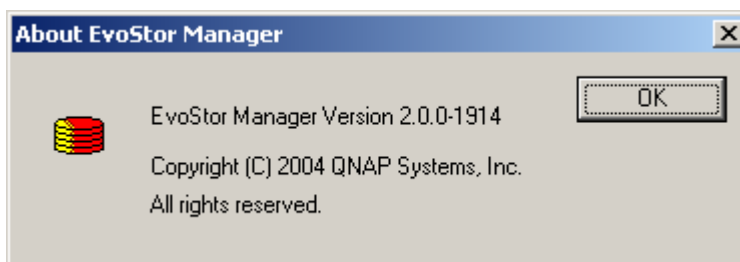 About EvoStor Manager
OK
EvoStor Manager Version 2.0.0-1914
Copyright (C) 2004 QNAP Systems, Inc.
All rights reserved.